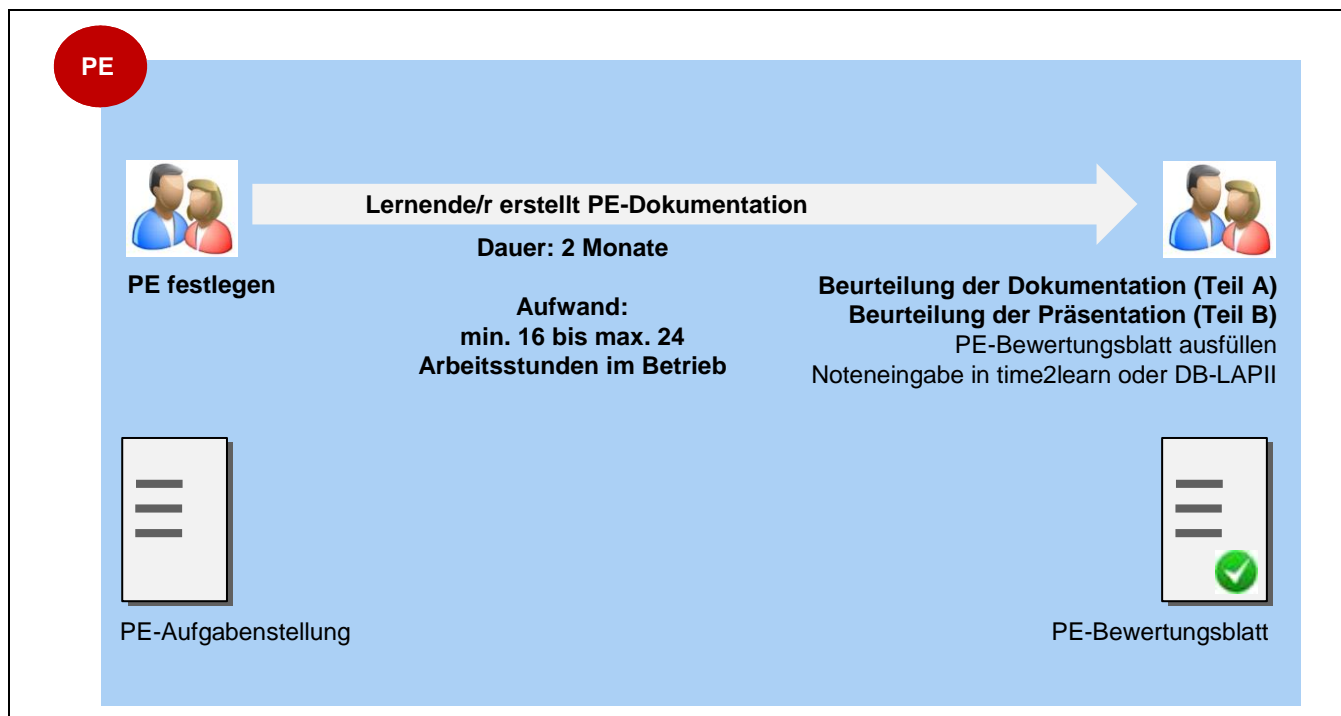 PE
Lernende/r erstellt PE-Dokumentation
Dauer: 2 Monate
PE festlegen
Aufwand:
min. 16 bis max. 24
Arbeitsstunden im Betrieb
Beurteilung der Dokumentation (Teil A)
Beurteilung der Präsentation (Teil B)
PE-Bewertungsblatt ausfüllen
Noteneingabe in time2learn oder DB-LAPII
PE-Aufgabenstellung
PE-Bewertungsblatt